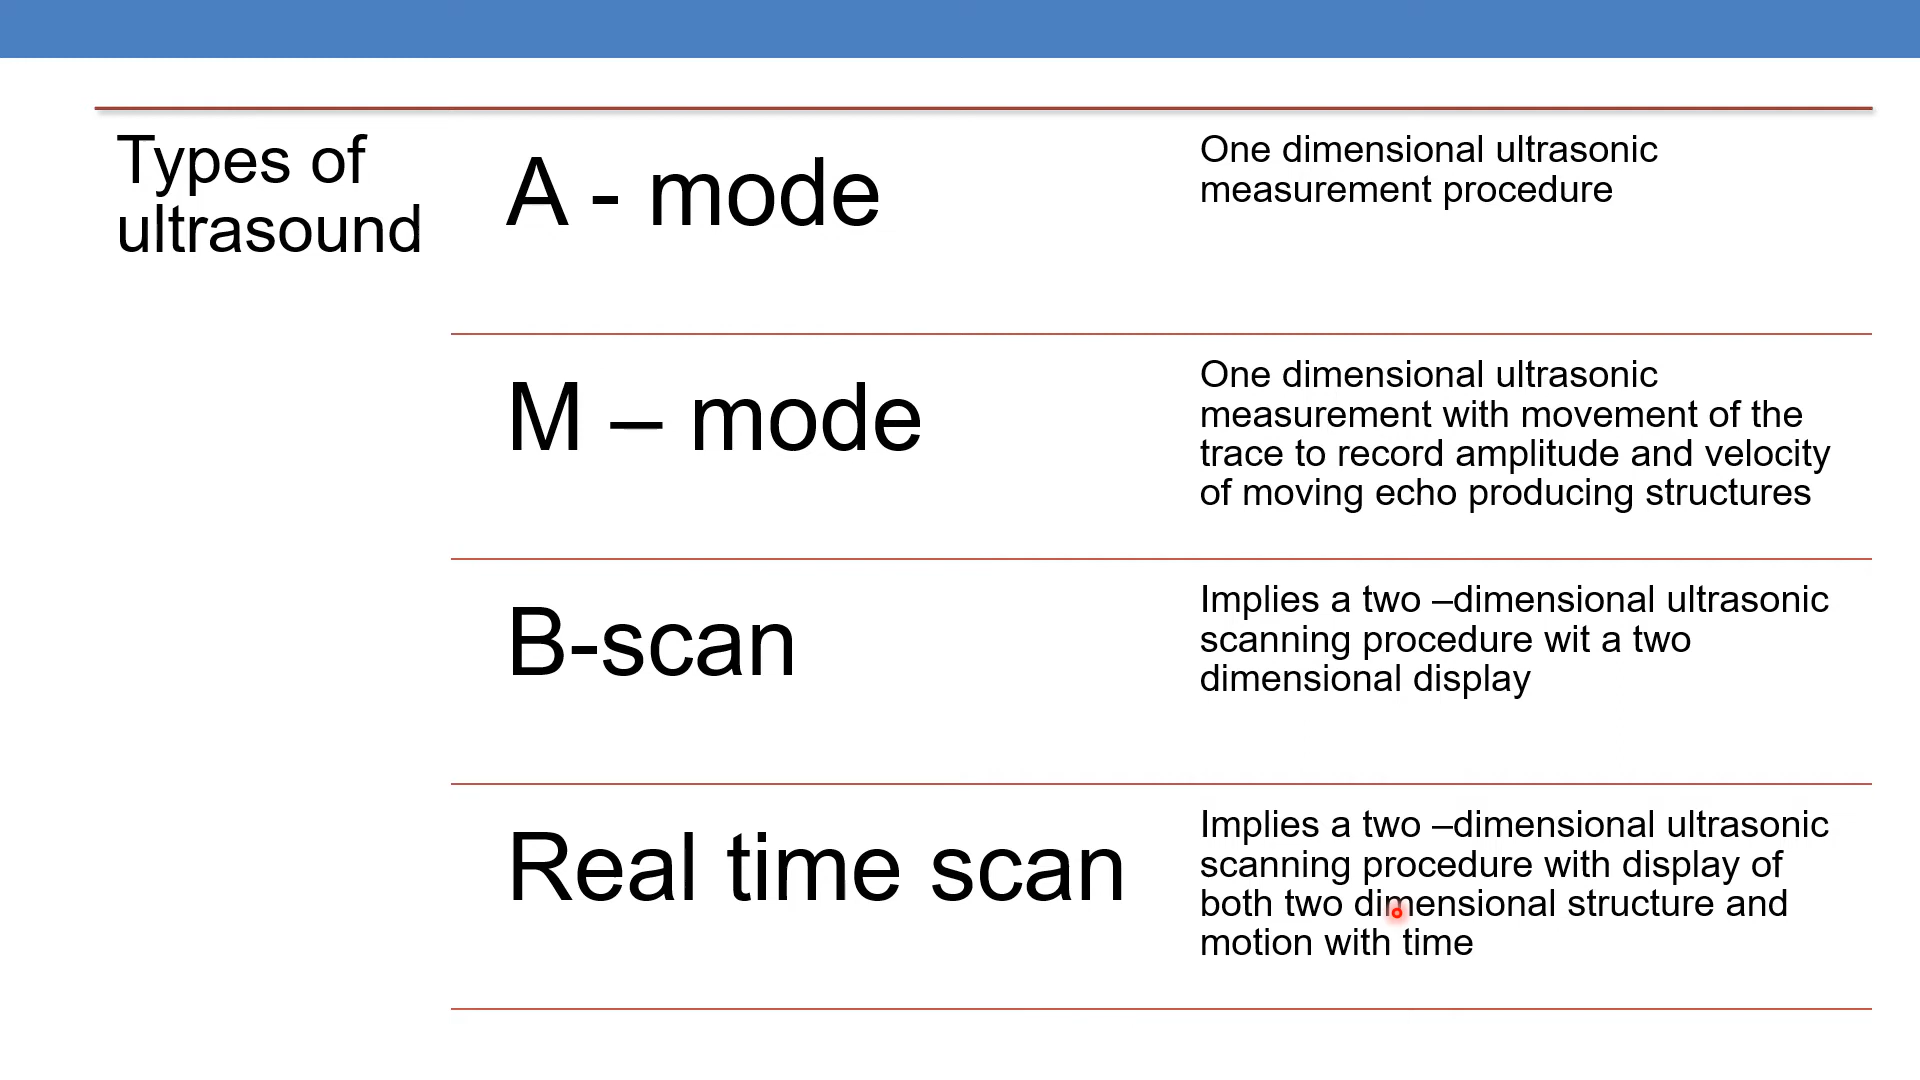 Types of
ultrasound
A - mode
One dimensional ultrasonic
measurement procedure
M – mode
One dimensional ultrasonic
measurement with movement of the
trace to record amplitude and velocity
of moving echo producing structures
B-scan
Implies a two –dimensional ultrasonic
scanning procedure wit a two
dimensional display
Real time scan
Implies a two –dimensional ultrasonic
scanning procedure with display of
both two dimensional structure and
motion with time